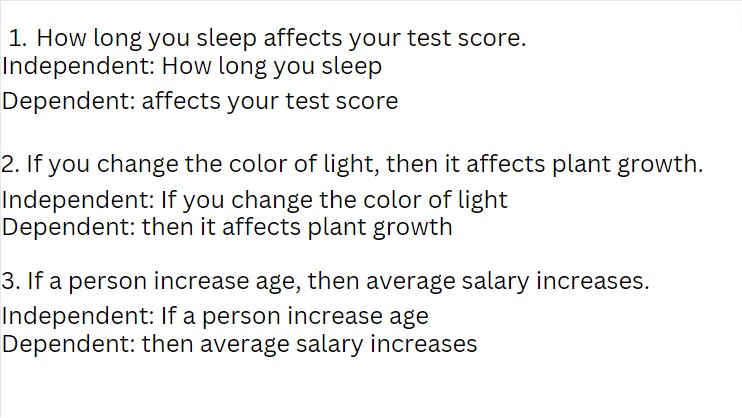 1. How long you sleep affects your test score.
Independent: How long you sleep
Dependent: affects your test score
2. If you change the color of light, then it affects plant growth.
Independent: If you change the color of light
Dependent: then it affects plant growth
3. If a person increase age, then average salary increases.
Independent: If a person increase age
Dependent: then average salary increases